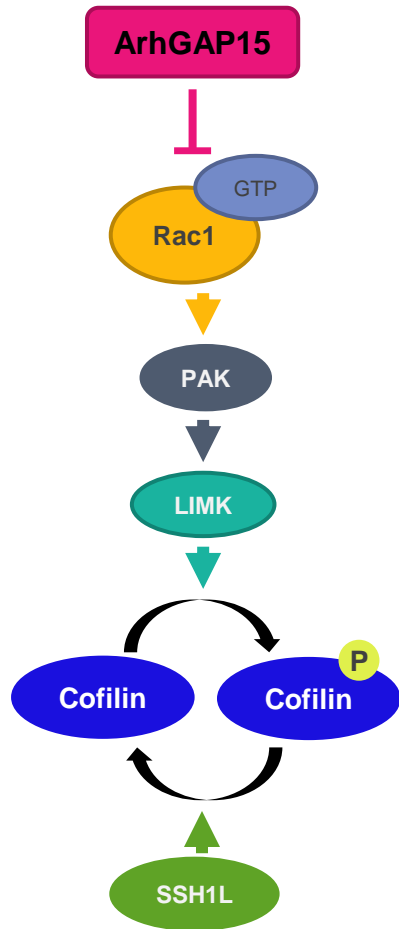 ArhGAP15
GTP
Rac1
PAK
LIMK
P
Cofilin
Cofilin
SSH1L